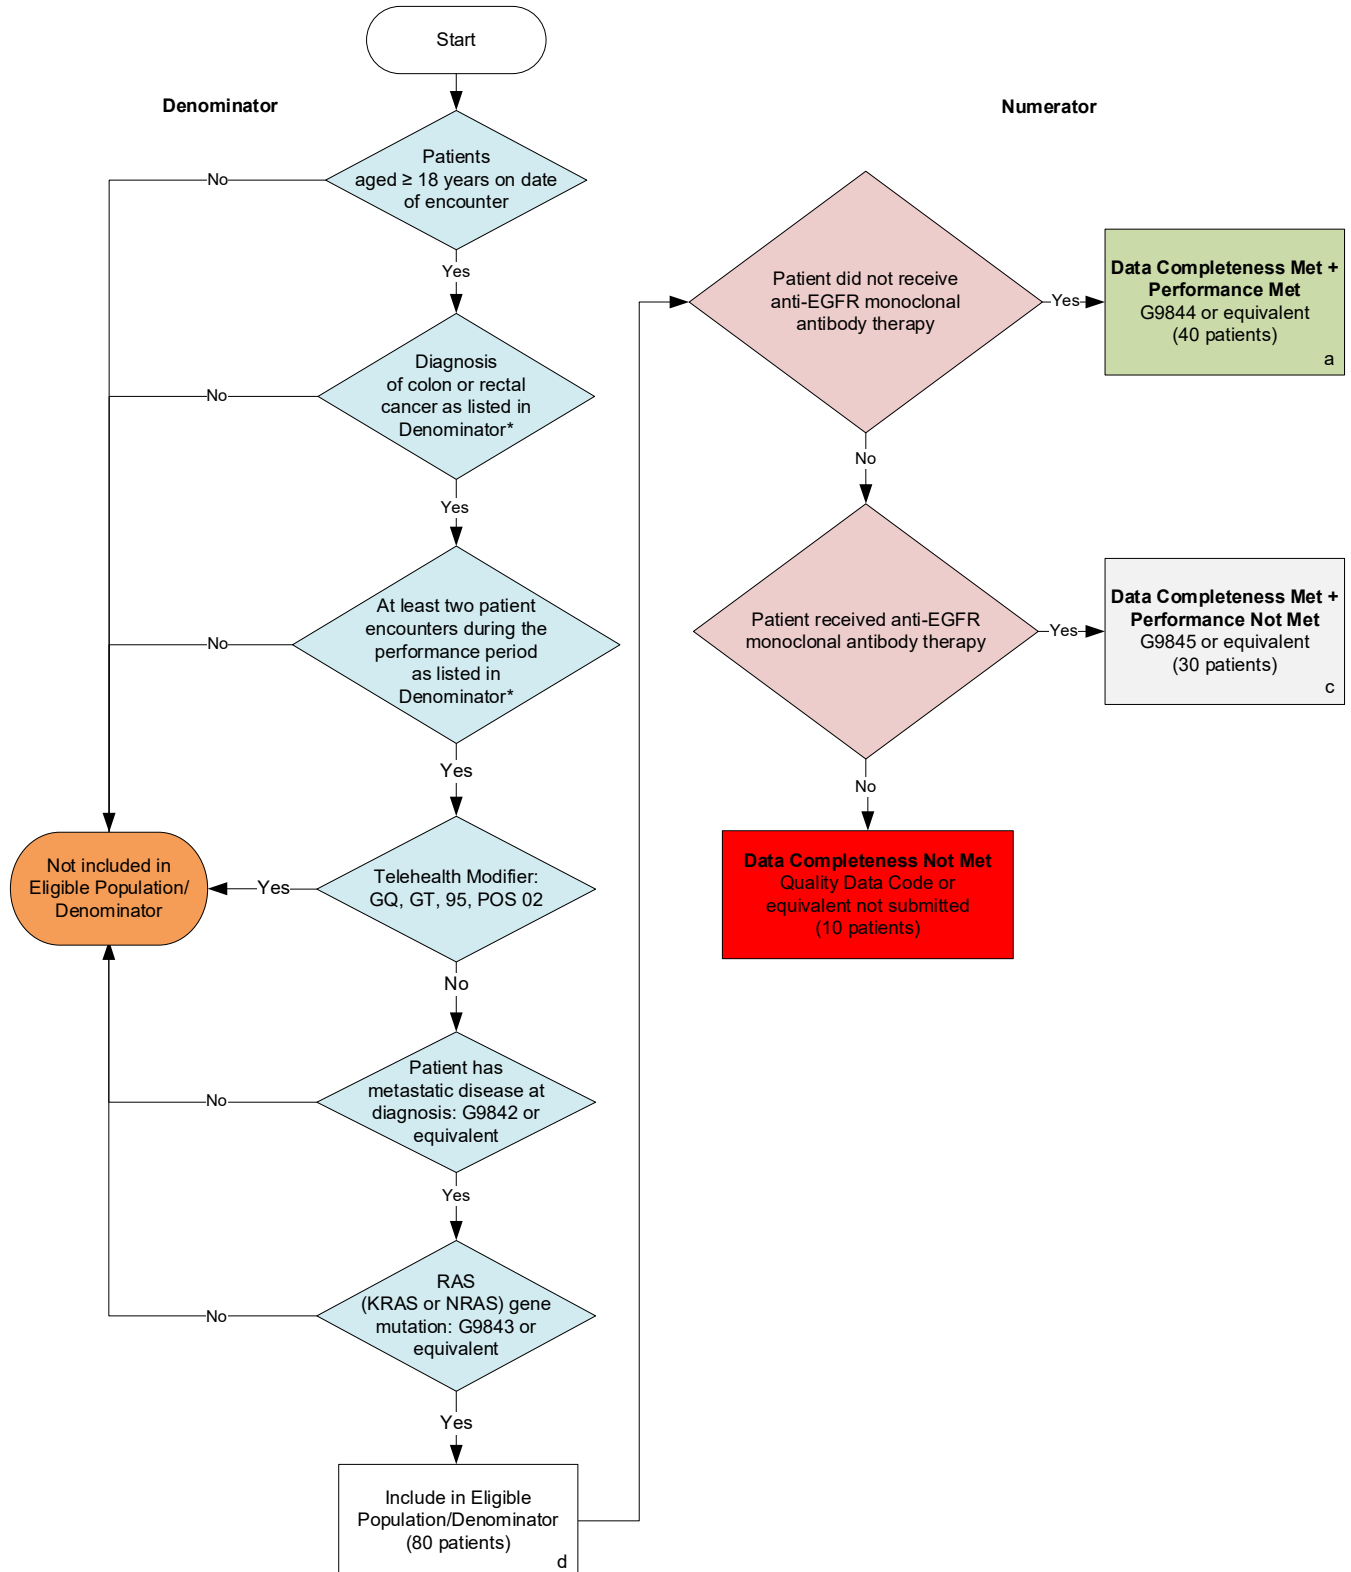 Start
Denominator
Numerator
Patients
aged ≥ 18 years on date
of encounter
No
Yes
Diagnosis
of colon or rectal
cancer as listed in
Denominator*
No
Yes
At least two patient
encounters during the
performance period
as listed in
Denominator*
No
Yes
Telehealth Modifier:
GQ, GT, 95, POS 02
Yes
Not included in
Eligible Population/
Denominator
No
Patient has
metastatic disease at
diagnosis: G9842 or
equivalent
No
Yes
RAS
(KRAS or NRAS) gene
mutation: G9843 or
equivalent
No
Yes
Include in Eligible
Population/Denominator
(80 patients)
d
Patient did not receive
anti-EGFR monoclonal
antibody therapy
Yes
Data Completeness Met +
Performance Met
G9844 or equivalent
(40 patients)
a
No
Patient received anti-EGFR
monoclonal antibody therapy
Yes
Data Completeness Met +
Performance Not Met
G9845 or equivalent
(30 patients)
c
No
Data Completeness Not Met
Quality Data Code or
equivalent not submitted
(10 patients)